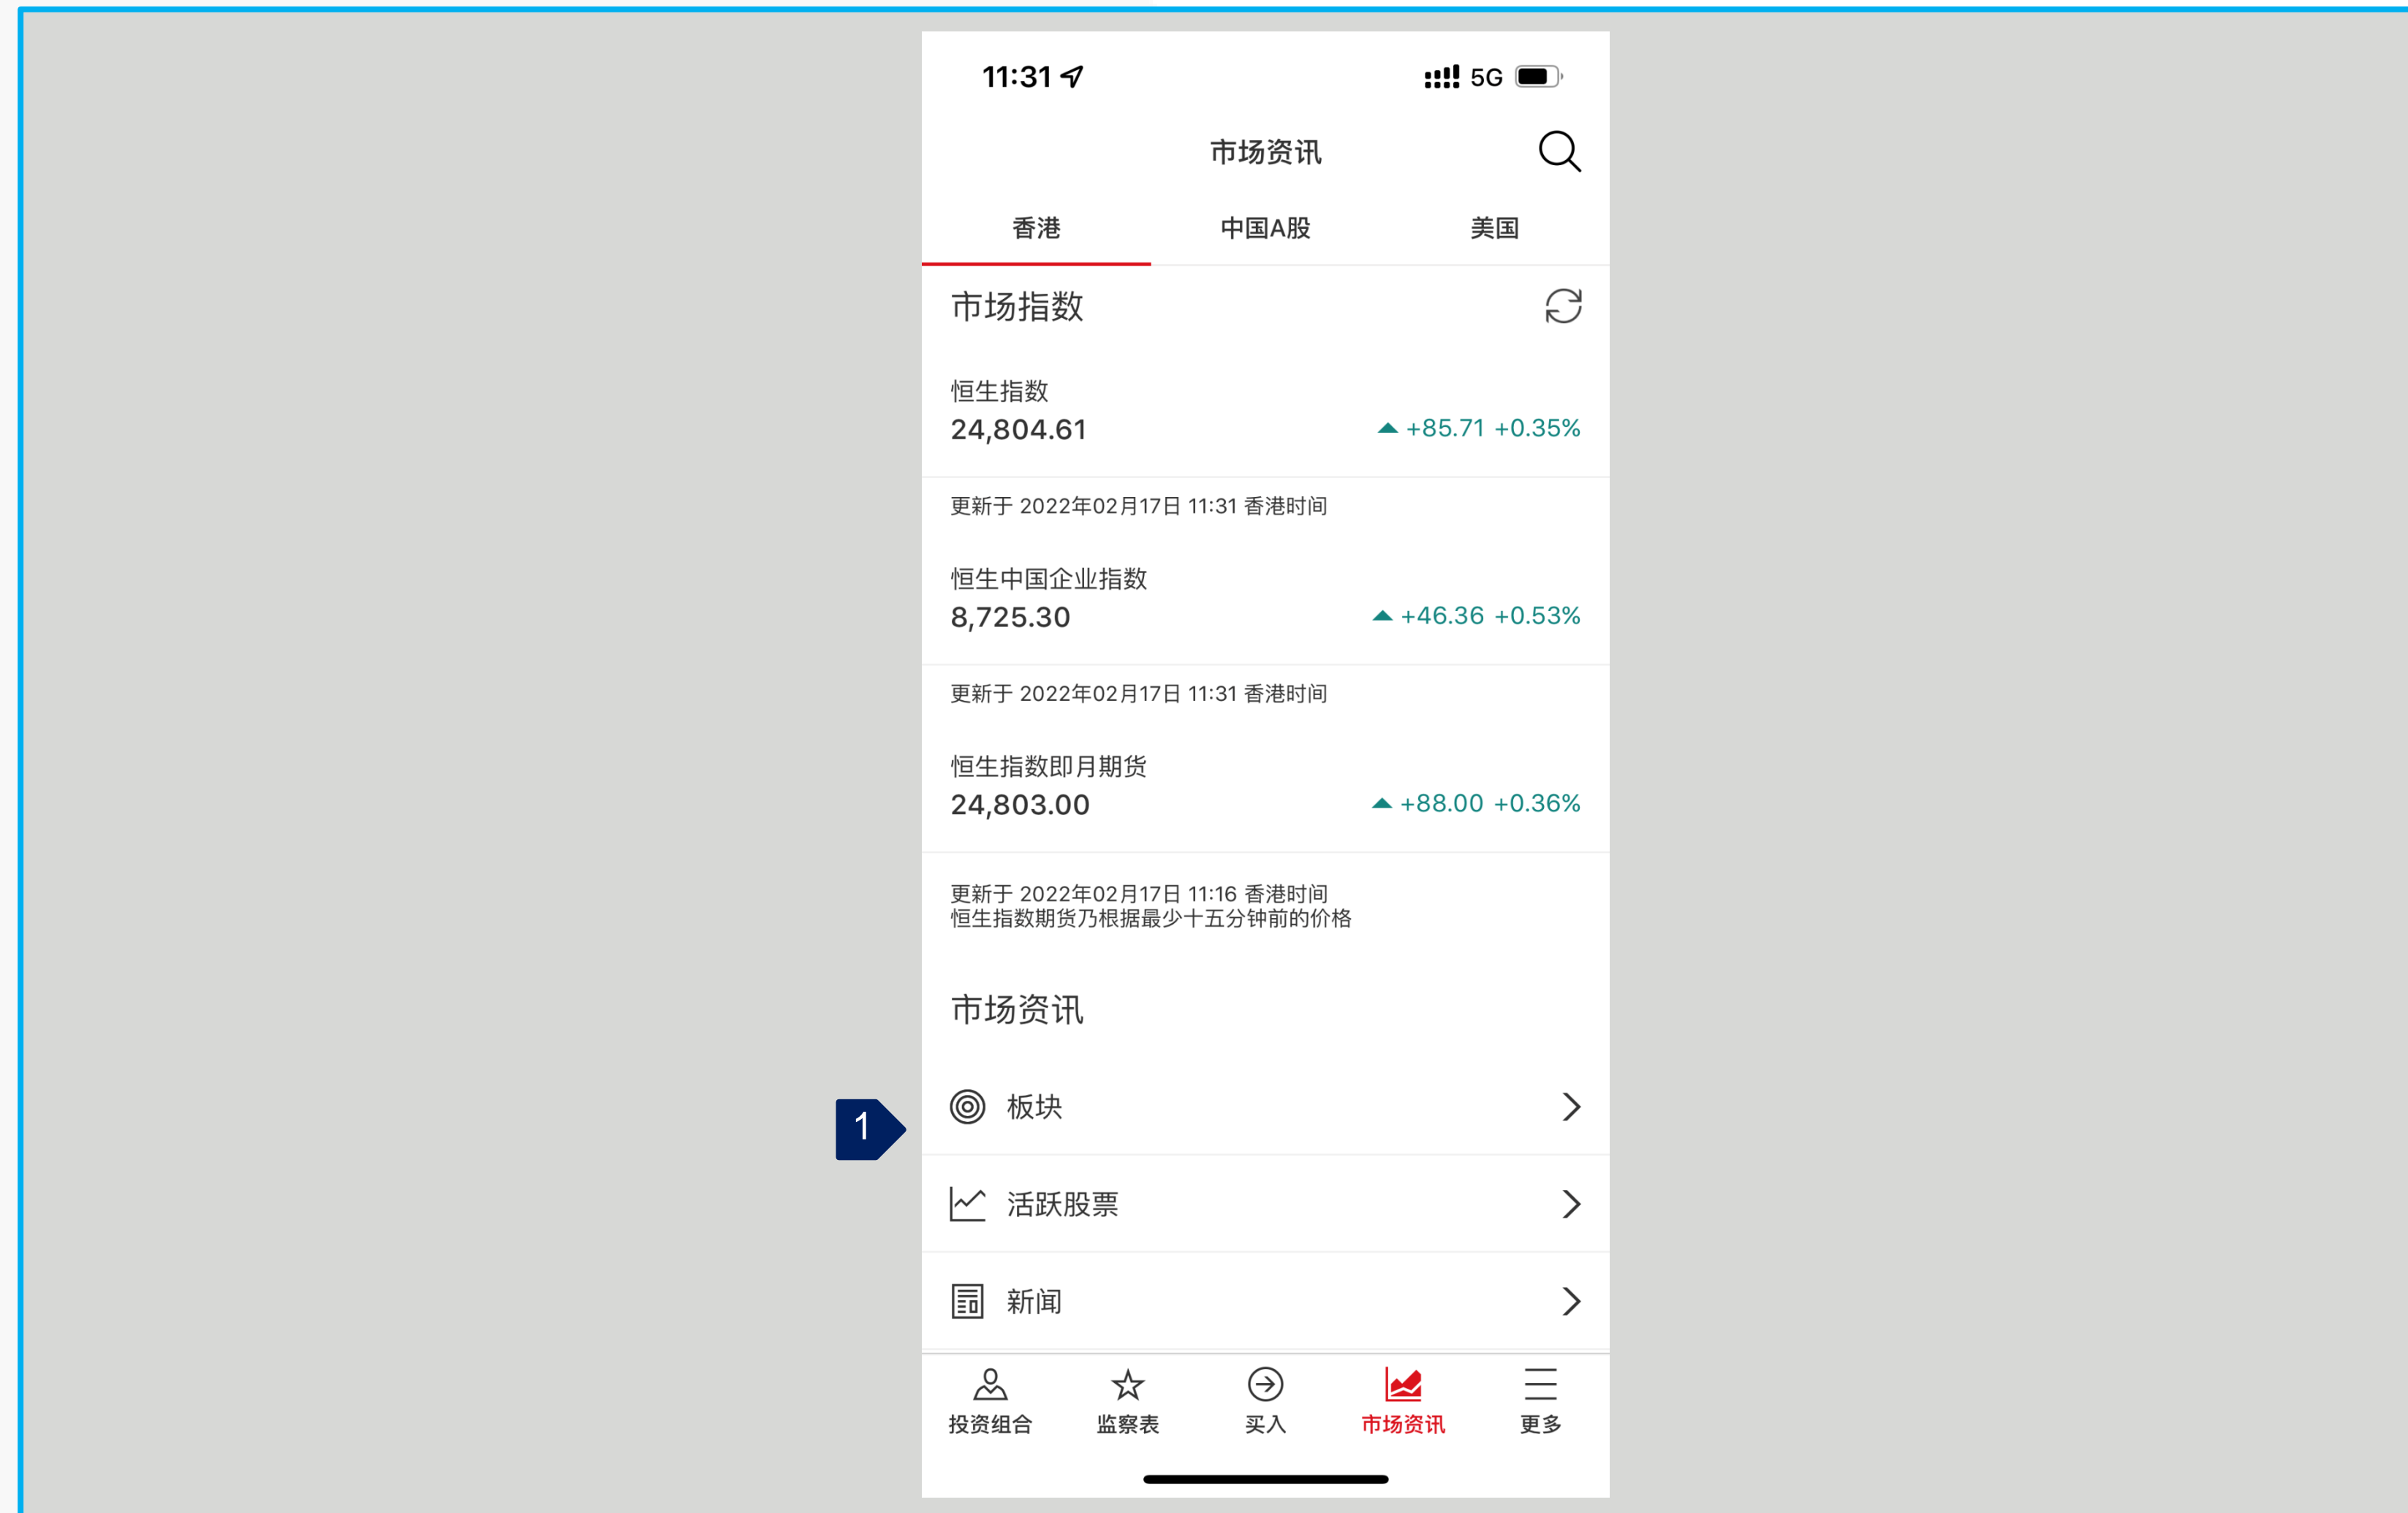 11:31 5G
市场资讯
香港 中国A股 美国
市场指数
恒生指数
24,804.61 +85.71 +0.35%
更新于 2022年02月17日 11:31 香港时间
恒生中国企业指数
8,725.30 +46.36 +0.53%
更新于 2022年02月17日 11:31 香港时间
恒生指数即月期货
24,803.00 +88.00 +0.36%
更新于 2022年02月17日 11:16 香港时间
恒生指数期货乃根据最少十五分钟前的价格
市场资讯
板块
1
活跃股票
新闻
投资组合 监察表 买入 市场资讯 更多